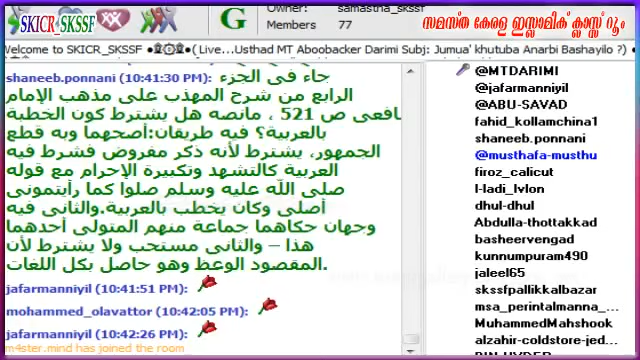 SKICR_SKSSF
G
Owner: samastha_skssf
Members 77
സമസ്ത കേരള ഇസ്ലാമിക് ക്ലാസ്സ് റൂം
Welcome to SKICR_SKSSF ( Live...Usthad MT Aboobacker Darimi Subj: Jumua' khutuba Anarbi Bashayilo ?)
shaneeb.ponnani (10:41:30 PM): جاء في الجزء
الرابع من شرح المهذب على مذهب الإمام
افعى ص 521 ، مانصه هل يشترط كون الخطبة
بالعربية؟ فيه طريقان:أصحهما وبه قطع
الجمهور، يشترط لأنه ذكر مفروض فشرط فيه
العربية كالتشهد وتكبيرة الإحرام مع قوله
صلى الله عليه وسلم صلوا كما رأيتموني
أصلى وكان يخطب بالعربية.والثانى فيه
وجهان حكاهما جماعة منهم المتولى أحدهما
هذا – والثانى مستحب ولا يشترط لأن
المقصود الوعظ وهو حاصل بكل اللغات.
jafarmanniyil (10:41:51 PM):
mohammed_olavattor (10:42:05 PM):
jafarmanniyil (10:42:26 PM):
m4ster.mind has joined the room
@MTDARIMI
@jafarmanniyil
@ABU-SAVAD
fahid_kollamchina1
shaneeb.ponnani
@musthafa-musthu
firoz_calicut
l-ladi_lvlon
dhul-dhul
Abdulla-thottakkad
basheervengad
kunnumpuram490
jaleel65
skssfpallikkalbazar
msa_perintalmanna_...
MuhammedMahshook
alzahir-coldstore-jed...